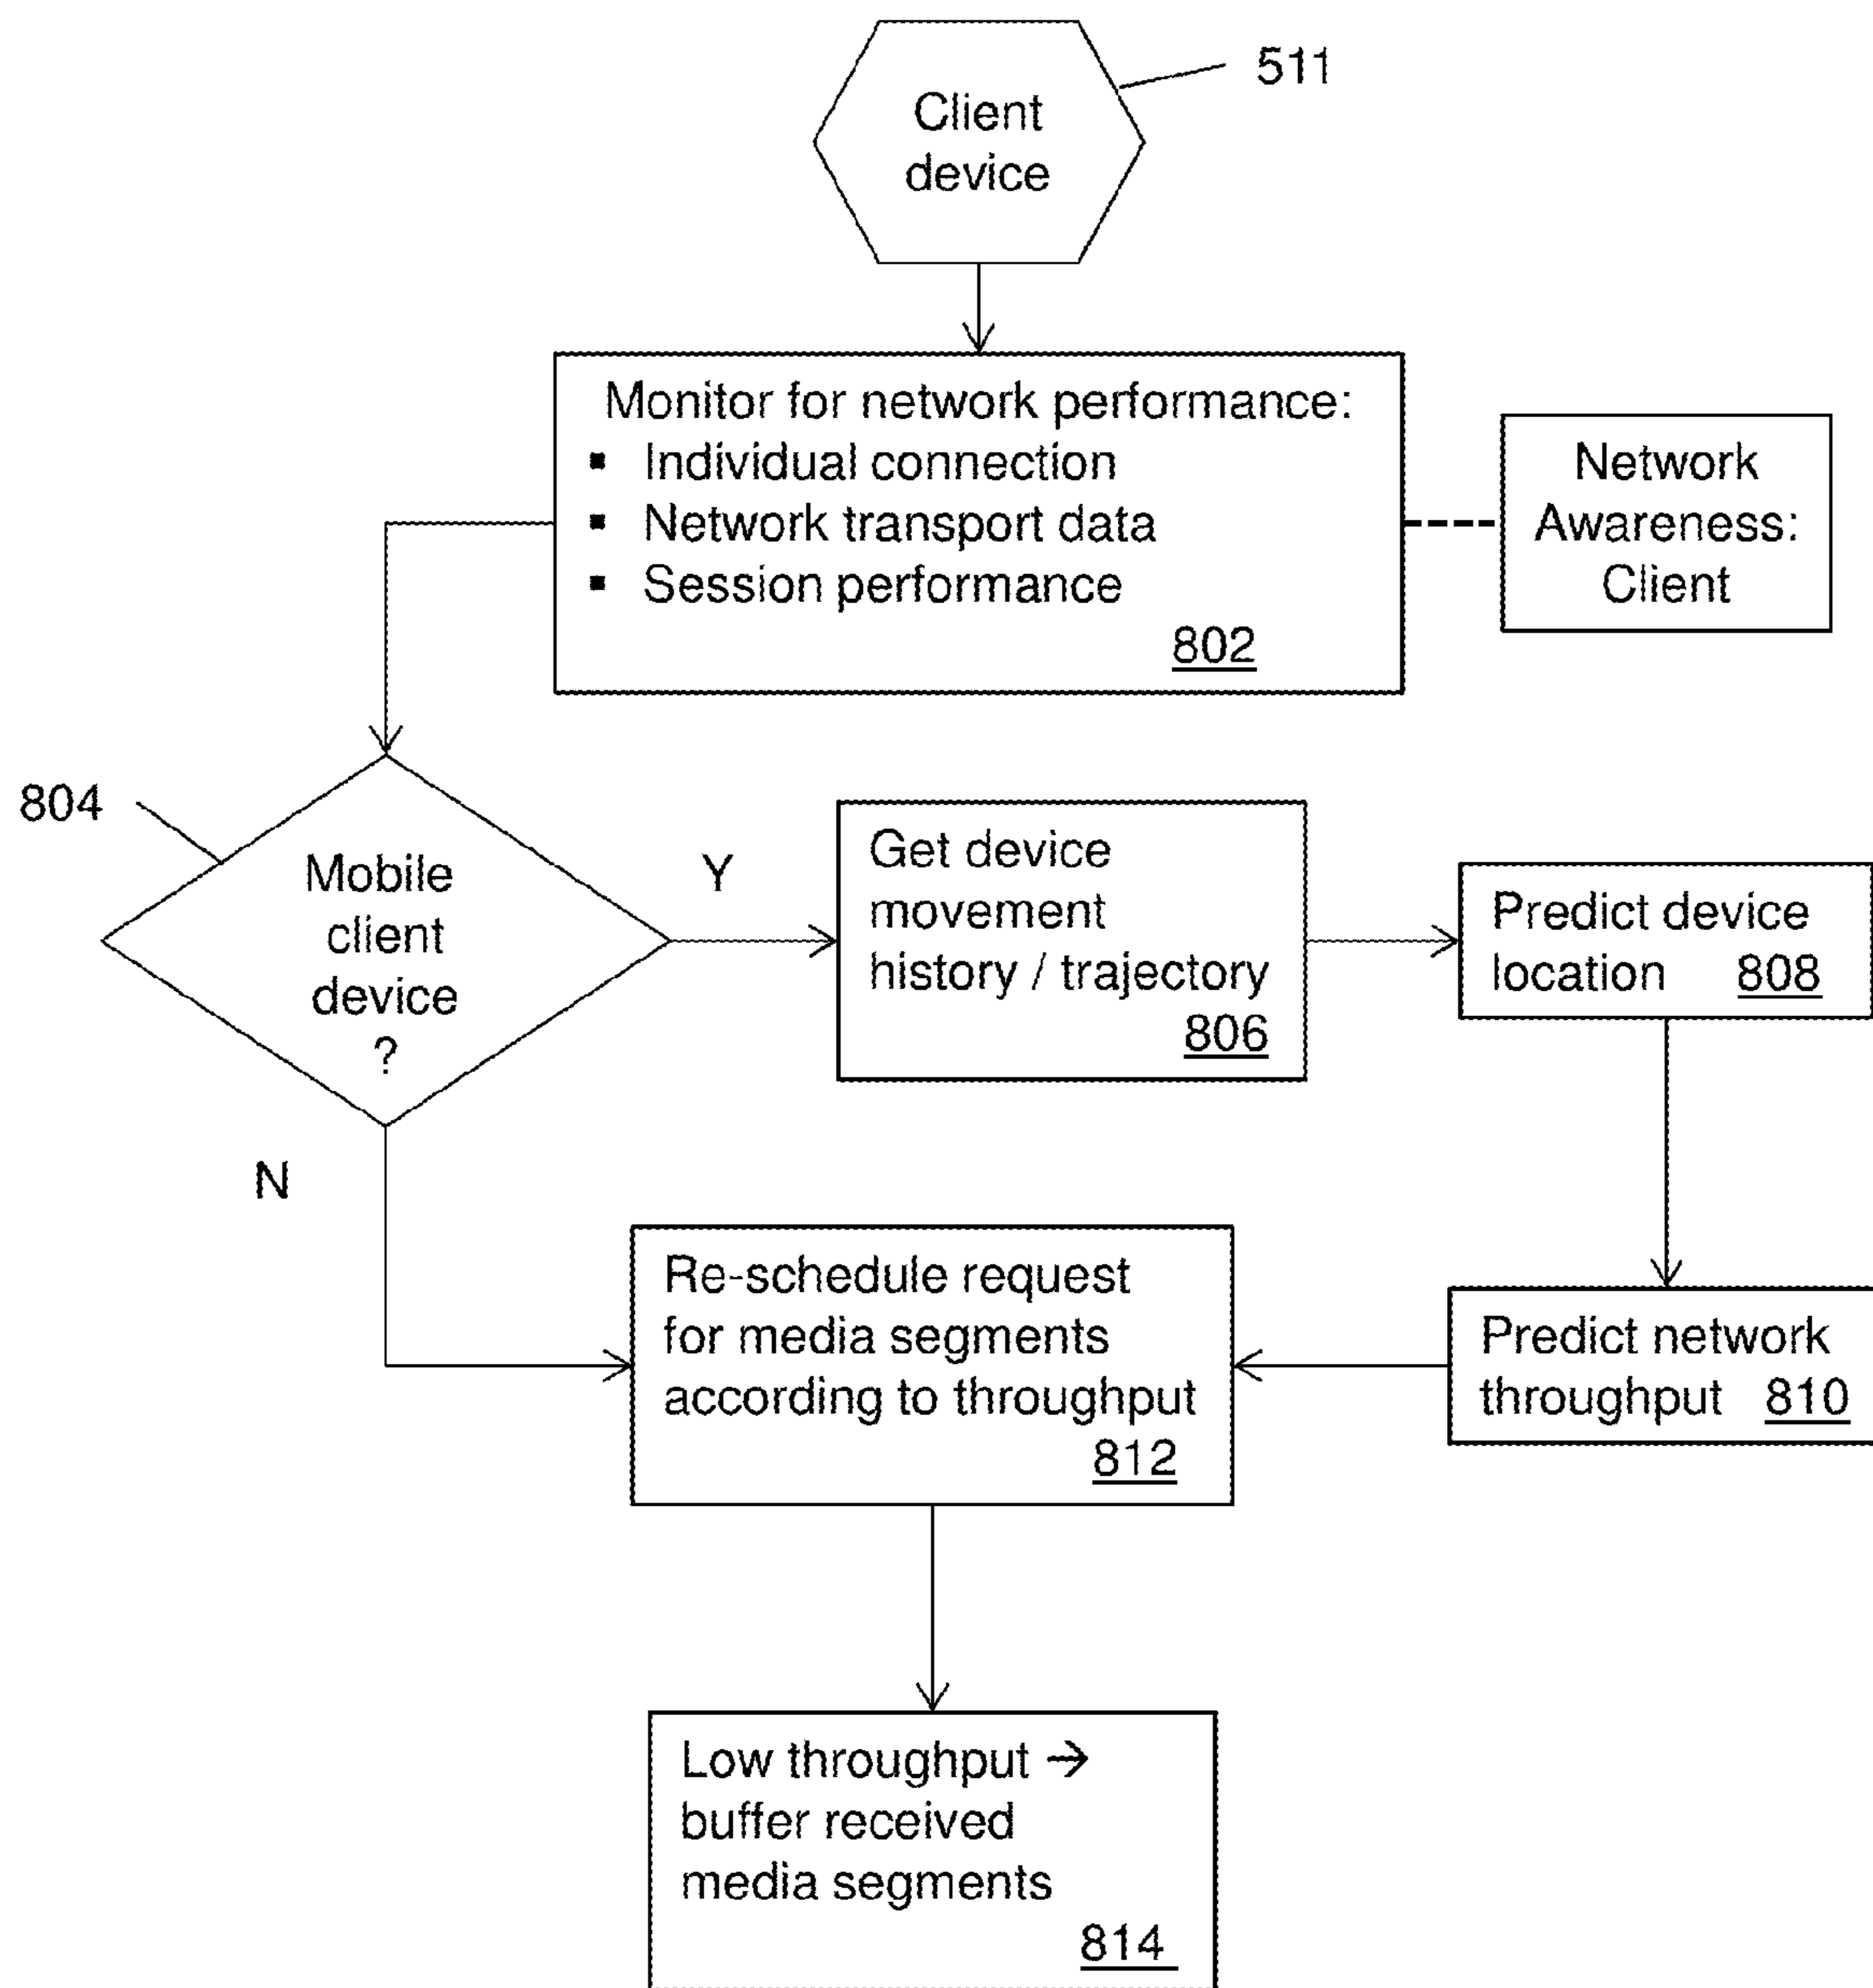 511
Client
device
Monitor for network performance:
▪ Individual connection
▪ Network transport data
▪ Session performance
802
Network
Awareness:
Client
804
Mobile
client
device
?
Y
Get device
movement
history / trajectory
806
Predict device
location 808
N
Re-schedule request
for media segments
according to throughput
812
Predict network
throughput 810
Low throughput →
buffer received
media segments
814